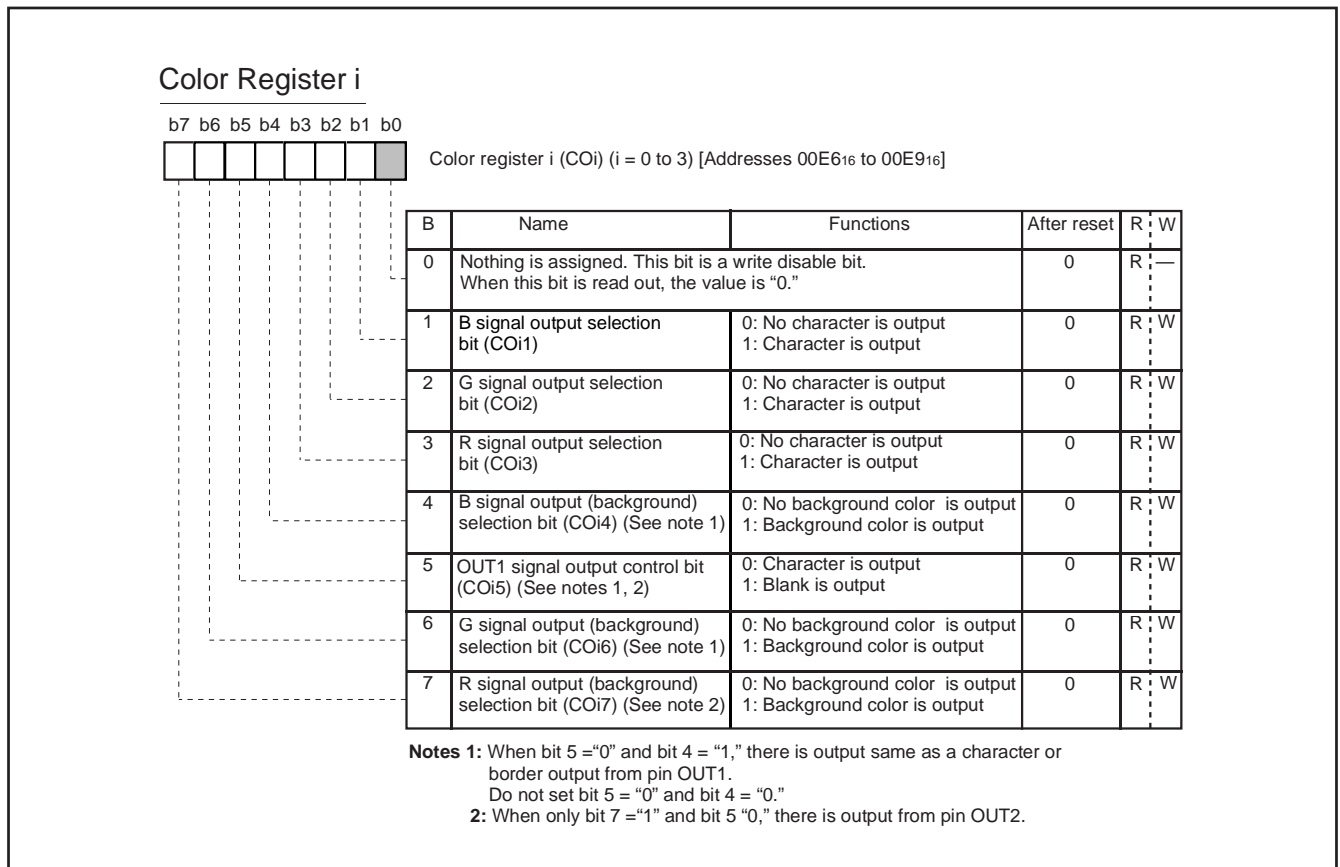 Color Register i
b7 b6 b5 b4 b3 b2 b1 b0
Color register i (COi) (i = 0 to 3) [Addresses 00E616 to 00E916]
B Name Functions After reset R W
0 Nothing is assigned. This bit is a write disable bit. 0 R —
When this bit is read out, the value is “0.”
1 B signal output selection 0: No character is output 0 R W
bit (COi1) 1: Character is output
2 G signal output selection 0: No character is output 0 R W
bit (COi2) 1: Character is output
3 R signal output selection 0: No character is output 0 R W
bit (COi3) 1: Character is output
4 B signal output (background) 0: No background color is output 0 R W
selection bit (COi4) (See note 1) 1: Background color is output
5 OUT1 signal output control bit 0: Character is output 0 R W
(COi5) (See notes 1, 2) 1: Blank is output
6 G signal output (background) 0: No background color is output 0 R W
selection bit (COi6) (See note 1) 1: Background color is output
7 R signal output (background) 0: No background color is output 0 R W
selection bit (COi7) (See note 2) 1: Background color is output
Notes 1: When bit 5 =“0” and bit 4 = “1,” there is output same as a character or
border output from pin OUT1.
Do not set bit 5 = “0” and bit 4 = “0.”
2: When only bit 7 =“1” and bit 5 “0,” there is output from pin OUT2.